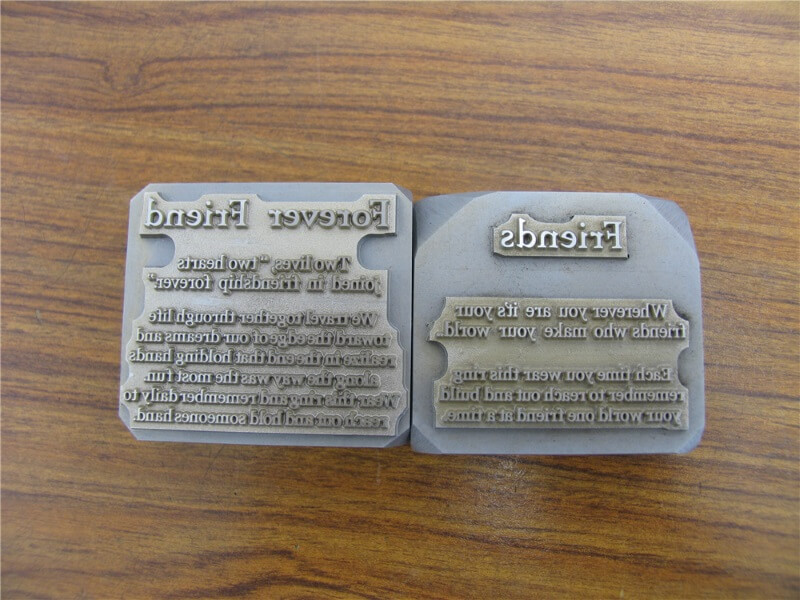 Forever Friend
Two lives, "two hearts
joined in friendship forever."
We travel together through life
toward the edge of our dreams and
realize in the end that holding hands
along the way was the most fun.
Wear this ring and remember daily to
reach out and hold someones hand.
Friends
Wherever you are it's your
friends who make your world.
Each time you wear this ring
remember to reach out and build
your world one friend at a time.